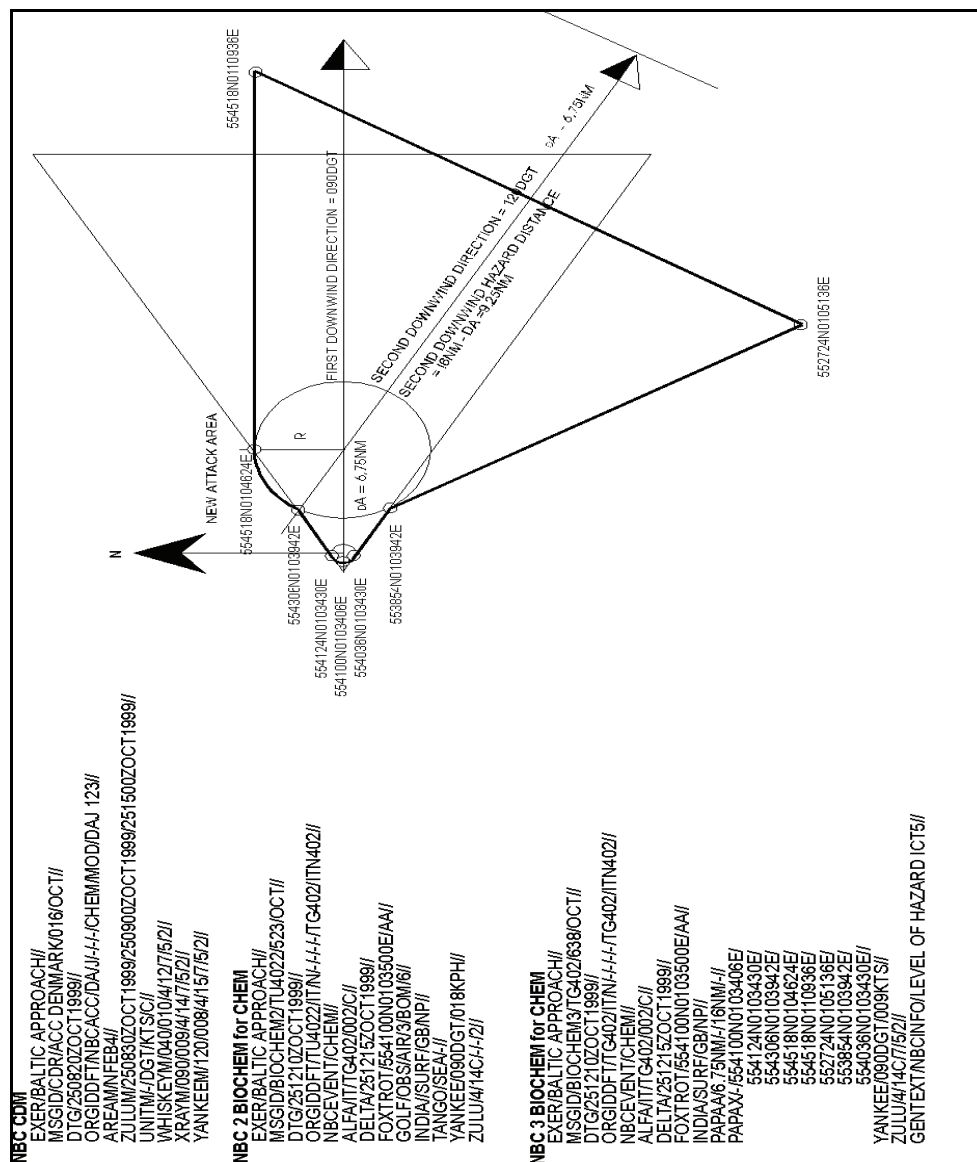 NBC CDM
EXER/BALTIC APPROACH//
MSGID/CDR/ACC DENMARK/016/OCT//
DTG/250820ZOCT1999//
ORGIDDFT/NBCACC/DA/J/-/-/-/CHEM/MOD/DAJ 123//
AREAM/NFEB4//
ZULUM/250830ZOCT1999/250900ZOCT1999/251500ZOCT1999//
UNITM/-/DGT/KTS/C//
WHISKEYM/040/010/4/12/7/5/2//
XRAYM/090/009/4/14/7/5/2//
YANKEEM/120/008/4/15/7/5/2//
NBC 2 BIOCHEM for CHEM
EXER/BALTIC APPROACH//
MSGID/BIOCHEM2/TU4022/523/OCT//
DTG/251210ZOCT1999//
ORGIDDFT/TU4022/IT/N/-/-/-/-/TG402/ITN402//
NBCEVENT/CHEM//
ALFA/IT/TG402/002/C//
DELTA/251215ZOCT1999//
FOXTROT/554100N0103500E/AA//
GOLF/OBS/AIR/3/BOM/6//
INDIA/SURF/GB/NP//
TANGO/SEA/-//
YANKEE/090DGT/018KPH//
ZULU/4/14C/-/-/2//
NBC 3 BIOCHEM for CHEM
EXER/BALTIC APPROACH//
MSGID/BIOCHEM3/TG402/638/OCT//
DTG/251210ZOCT1999//
ORGIDDFT/TG402/IT/N/-/-/-/-/TG402/ITN402//
NBCEVENT/CHEM//
ALFA/IT/TG402/002/C//
DELTA/251215ZOCT1999//
FOXTROT/554100N0103500E/AA//
INDIA/SURF/GB/NP//
PAPAA/6,75NM/-/16NM/-//
PAPAX/-/554100N0103406E/
554124N0103430E/
554306N0103942E/
554518N0104624E/
554518N0110936E/
552724N0105136E/
553854N0103942E/
554036N0103430E//
YANKEE/090DGT/009KTS//
ZULU/4/14C/7/5/2//
GENTEXT/NBCINFO/LEVEL OF HAZARD ICT5//
N
NEW ATTACK AREA
554518N0110936E
554518N0104624E
554306N0103942E
554124N0103430E
554100N0103406E
554036N0103430E
553854N0103942E
552724N0105136E
R
DA = 6,75NM
FIRST DOWNWIND DIRECTION = 090DGT
SECOND DOWNWIND DIRECTION = 120DGT
SECOND DOWNWIND HAZARD DISTANCE
= 16NM - DA = 9,25NM
DA - 6,75NM